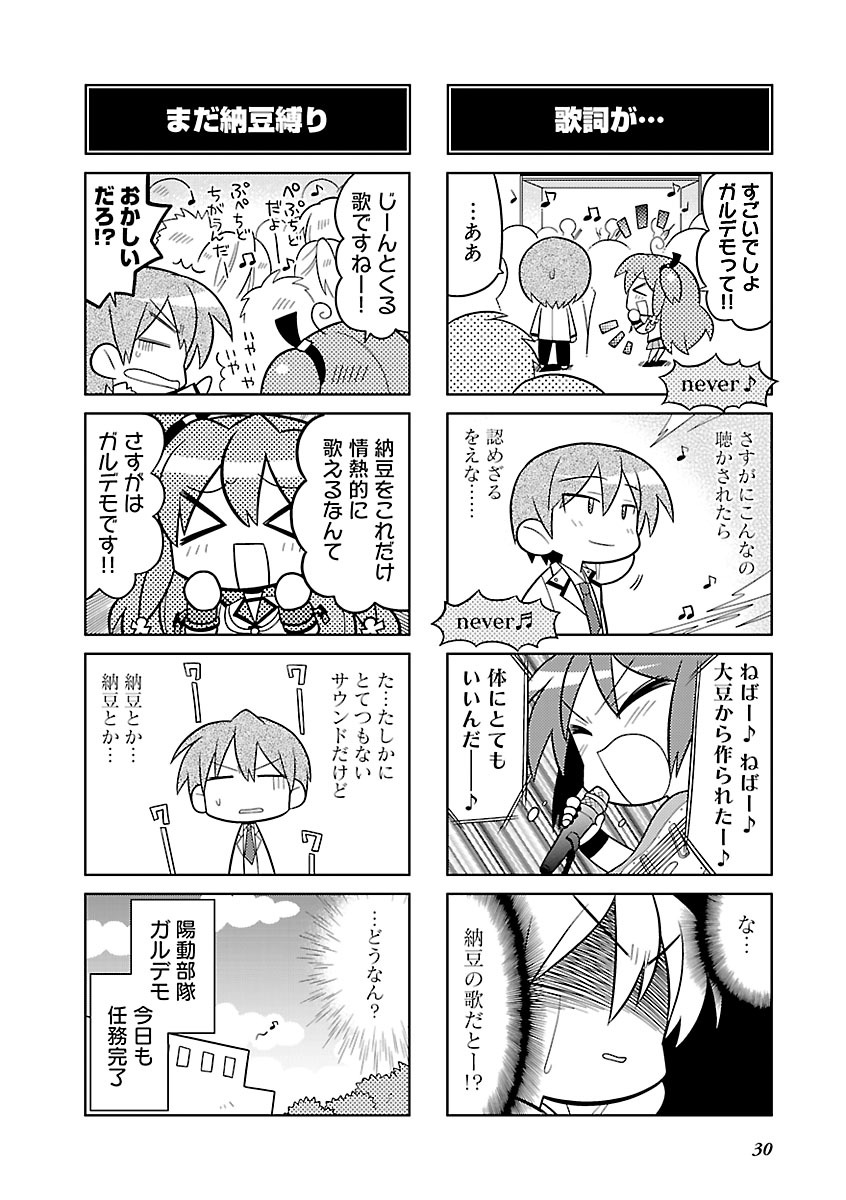 歌詞が…
すごいでしょ
ガルデモって!!
…ああ
never♪
さすがにこんなの
聴かされたら
認めざる
をえな……
never♬
ねばー♪ ねばー♪
大豆から作られたー♪
体にとても
いいんだ——♪
な…
納豆の歌だとー!?
まだ納豆縛り
じーんとくる
歌ですねー!
ぺぷちど
だよー
ぷぺちど
ちがうんだ
いやいや
いや
おかしい
だろ!?
納豆をこれだけ
情熱的に
歌えるなんて
さすがは
ガルデモです!!
た…たしかに
とてつもない
サウンドだけど
納豆とか…
納豆とか…
ワー
ワー
ワー
ワー
…どうなん?
陽動部隊
ガルデモ
今日も
任務完了
30